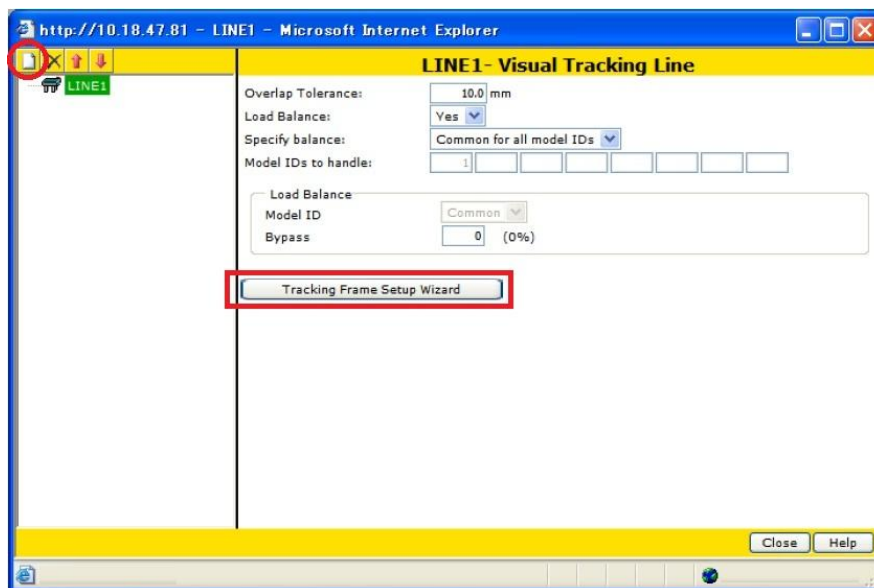 http://10.18.47.81 - LINE1 - Microsoft Internet Explorer
LINE1- Visual Tracking Line
LINE1
Overlap Tolerance: 10.0 mm
Load Balance: Yes
Specify balance: Common for all model IDs
Model IDs to handle: 1
Load Balance
Model ID Common
Bypass 0 (0%)
Tracking Frame Setup Wizard
Close Help